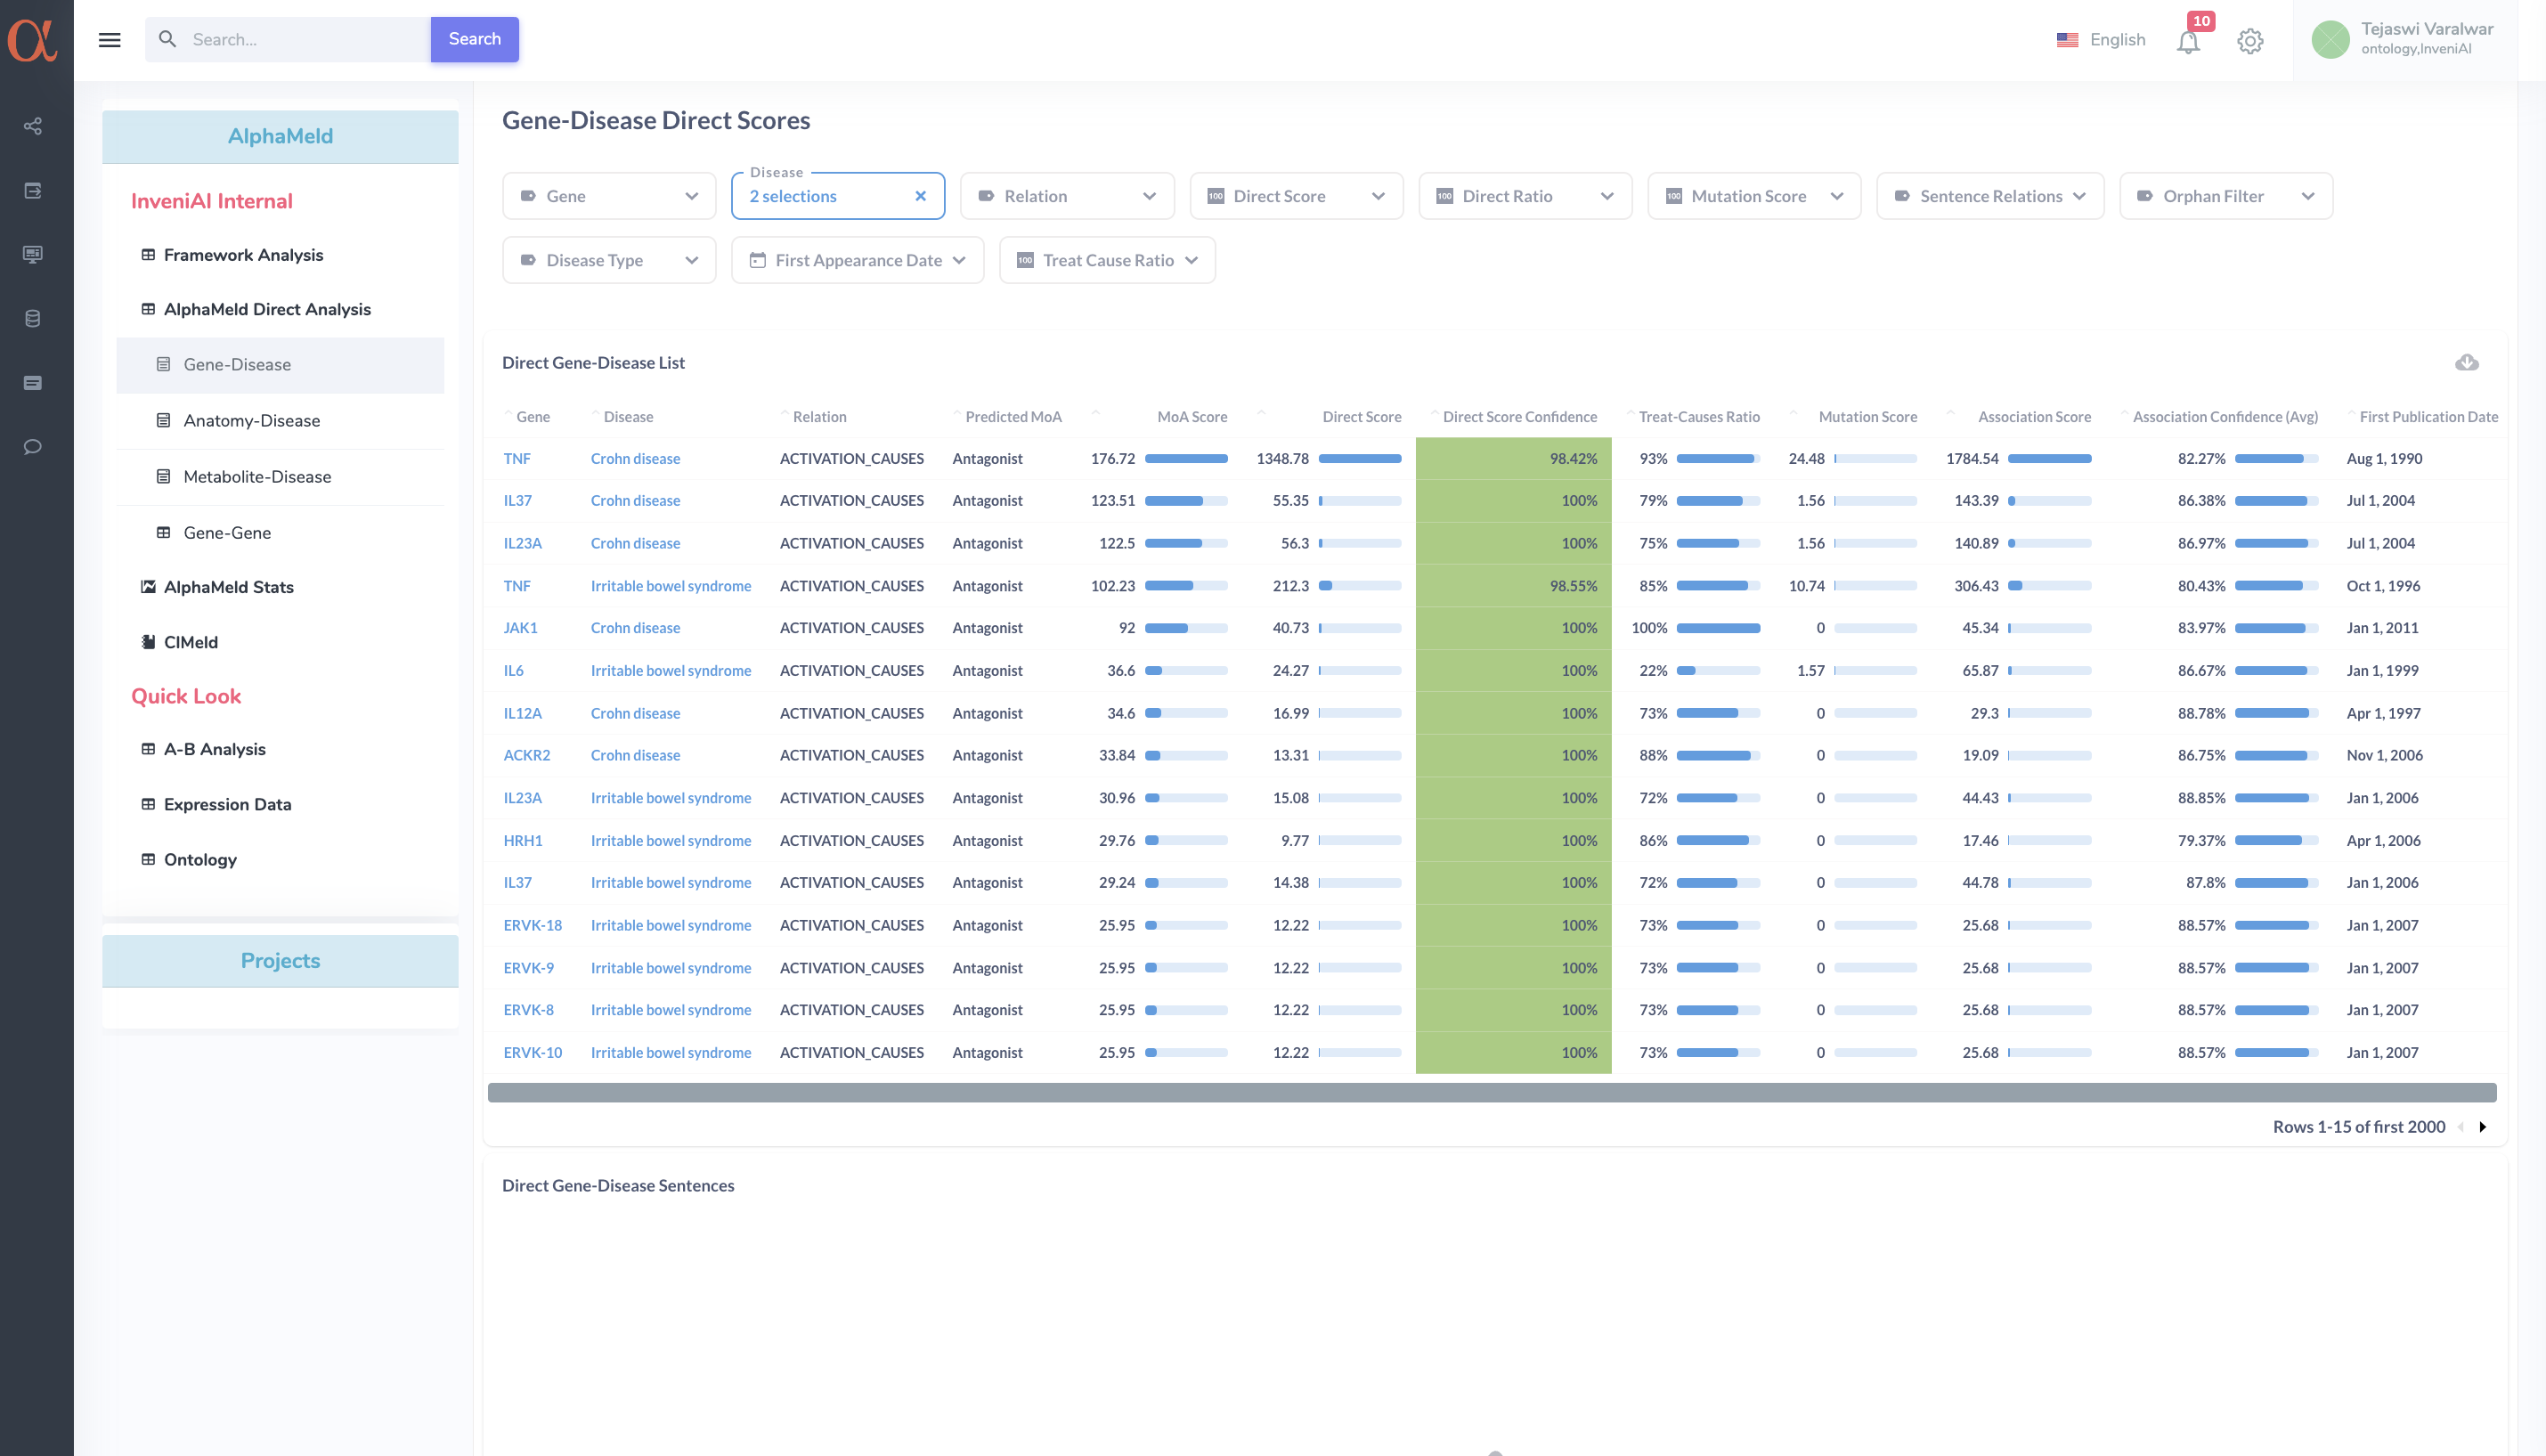 α
Search...
Search
English
10
Tejaswi Varalwar
ontology,InveniAI
AlphaMeld
InveniAI Internal
Framework Analysis
AlphaMeld Direct Analysis
Gene-Disease
Anatomy-Disease
Metabolite-Disease
Gene-Gene
AlphaMeld Stats
CIMeld
Quick Look
A-B Analysis
Expression Data
Ontology
Projects
Gene-Disease Direct Scores
Gene
Disease
2 selections
Relation
100 Direct Score
100 Direct Ratio
100 Mutation Score
Sentence Relations
Orphan Filter
Disease Type
First Appearance Date
100 Treat Cause Ratio
Direct Gene-Disease List
Gene Disease Relation Predicted MoA MoA Score Direct Score Direct Score Confidence Treat-Causes Ratio Mutation Score Association Score Association Confidence (Avg) First Publication Date
TNF Crohn disease ACTIVATION_CAUSES Antagonist 176.72 1348.78 98.42% 93% 24.48 1784.54 82.27% Aug 1, 1990
IL37 Crohn disease ACTIVATION_CAUSES Antagonist 123.51 55.35 100% 79% 1.56 143.39 86.38% Jul 1, 2004
IL23A Crohn disease ACTIVATION_CAUSES Antagonist 122.5 56.3 100% 75% 1.56 140.89 86.97% Jul 1, 2004
TNF Irritable bowel syndrome ACTIVATION_CAUSES Antagonist 102.23 212.3 98.55% 85% 10.74 306.43 80.43% Oct 1, 1996
JAK1 Crohn disease ACTIVATION_CAUSES Antagonist 92 40.73 100% 100% 0 45.34 83.97% Jan 1, 2011
IL6 Irritable bowel syndrome ACTIVATION_CAUSES Antagonist 36.6 24.27 100% 22% 1.57 65.87 86.67% Jan 1, 1999
IL12A Crohn disease ACTIVATION_CAUSES Antagonist 34.6 16.99 100% 73% 0 29.3 88.78% Apr 1, 1997
ACKR2 Crohn disease ACTIVATION_CAUSES Antagonist 33.84 13.31 100% 88% 0 19.09 86.75% Nov 1, 2006
IL23A Irritable bowel syndrome ACTIVATION_CAUSES Antagonist 30.96 15.08 100% 72% 0 44.43 88.85% Jan 1, 2006
HRH1 Irritable bowel syndrome ACTIVATION_CAUSES Antagonist 29.76 9.77 100% 86% 0 17.46 79.37% Apr 1, 2006
IL37 Irritable bowel syndrome ACTIVATION_CAUSES Antagonist 29.24 14.38 100% 72% 0 44.78 87.8% Jan 1, 2006
ERVK-18 Irritable bowel syndrome ACTIVATION_CAUSES Antagonist 25.95 12.22 100% 73% 0 25.68 88.57% Jan 1, 2007
ERVK-9 Irritable bowel syndrome ACTIVATION_CAUSES Antagonist 25.95 12.22 100% 73% 0 25.68 88.57% Jan 1, 2007
ERVK-8 Irritable bowel syndrome ACTIVATION_CAUSES Antagonist 25.95 12.22 100% 73% 0 25.68 88.57% Jan 1, 2007
ERVK-10 Irritable bowel syndrome ACTIVATION_CAUSES Antagonist 25.95 12.22 100% 73% 0 25.68 88.57% Jan 1, 2007
Rows 1-15 of first 2000
Direct Gene-Disease Sentences